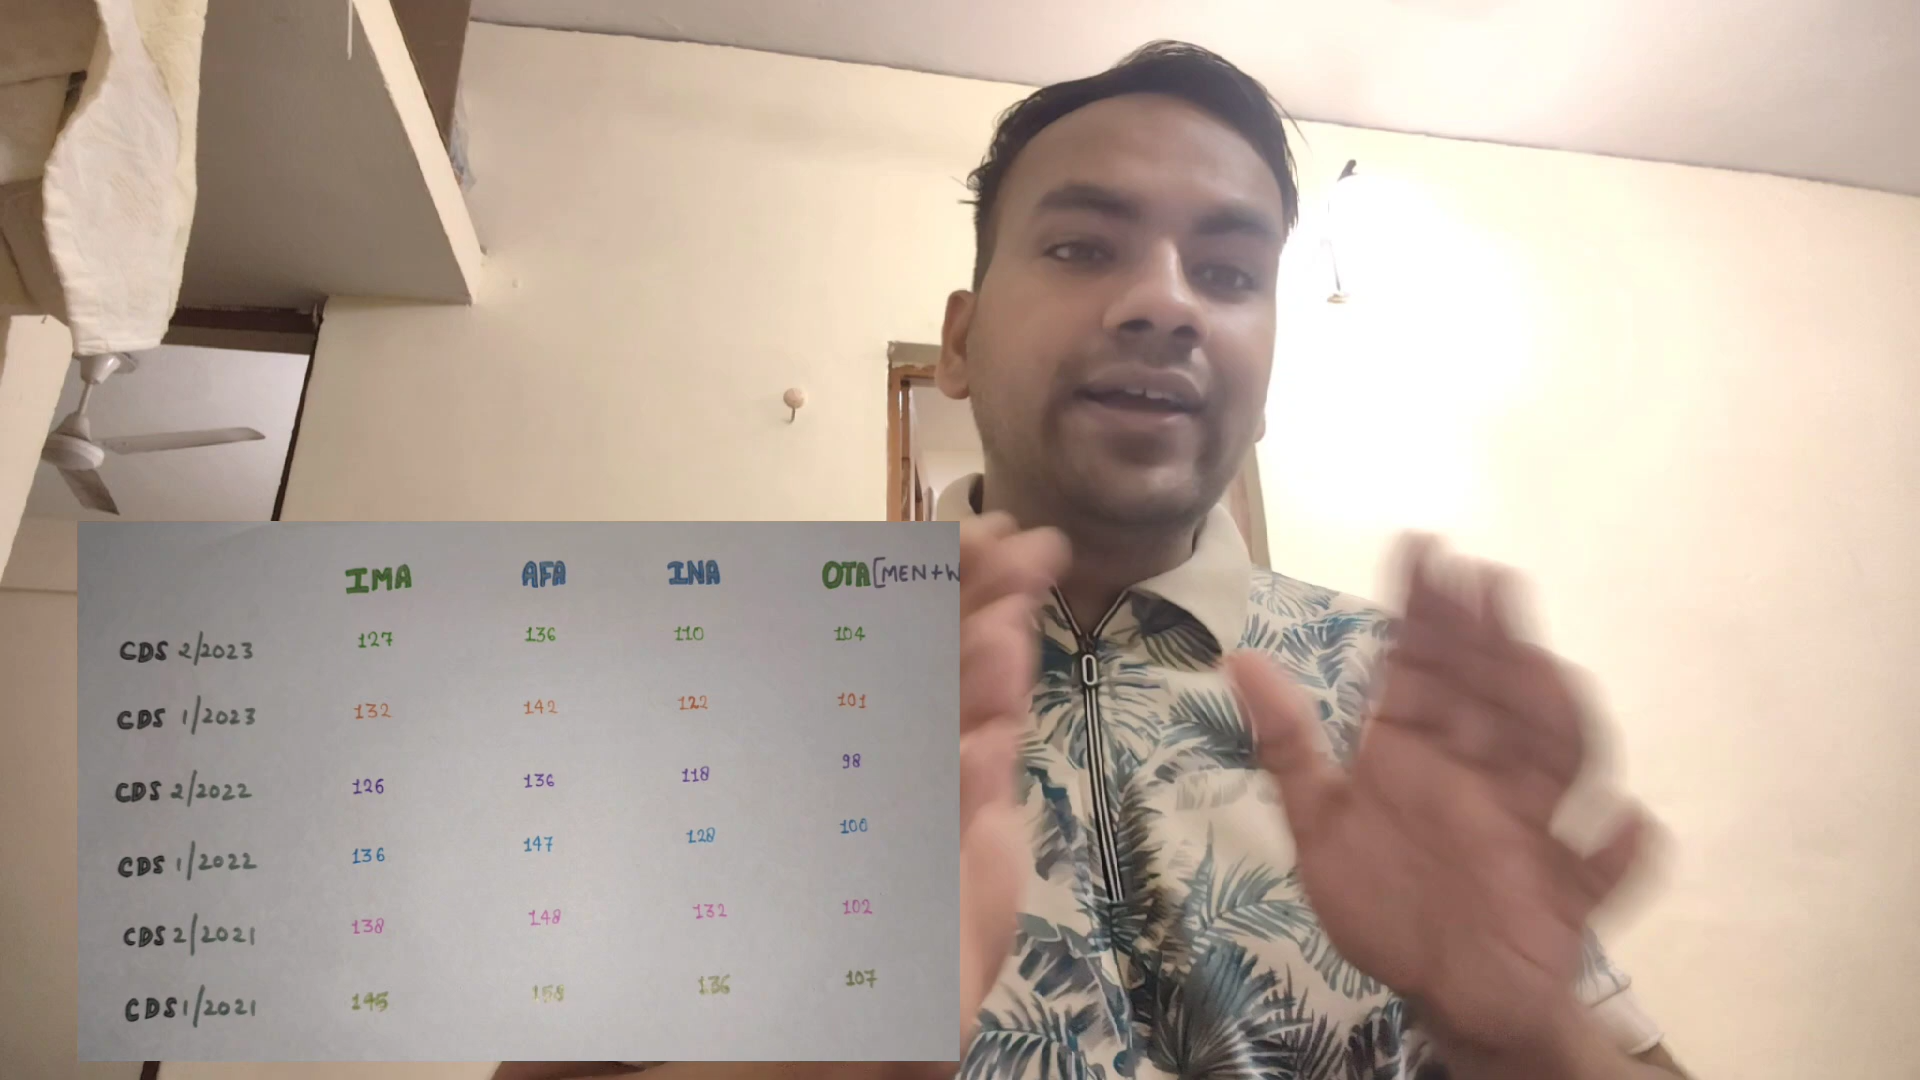 IMA AFA INA OTA [MEN+W
CDS 2/2023 127 136 110 104
CDS 1/2023 132 142 122 101
CDS 2/2022 126 136 118 98
CDS 1/2022 136 147 128 100
CDS 2/2021 138 148 132 102
CDS 1/2021 145 158 136 107